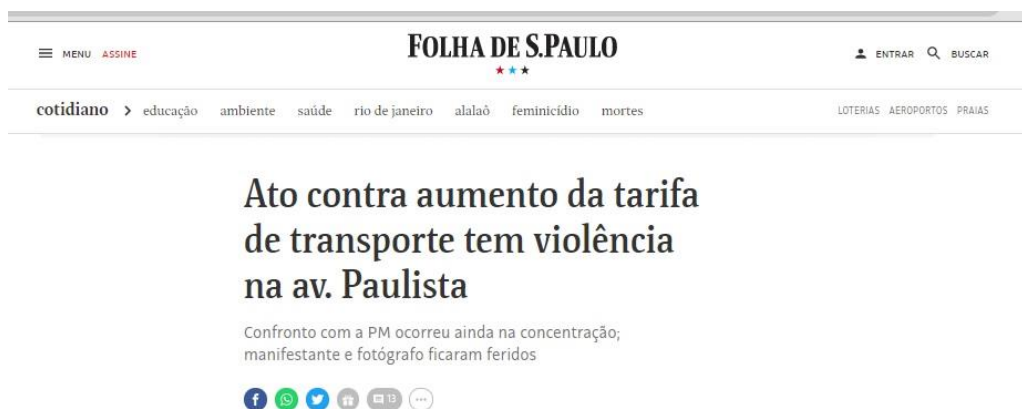 MENU ASSINE
FOLHA DE S.PAULO
ENTRAR BUSCAR
cotidiano > educação ambiente saúde rio de janeiro alalaô feminicídio mortes
LOTERIAS AEROPORTOS PRAIAS
Ato contra aumento da tarifa
de transporte tem violência
na av. Paulista
Confronto com a PM ocorreu ainda na concentração;
manifestante e fotógrafo ficaram feridos
13